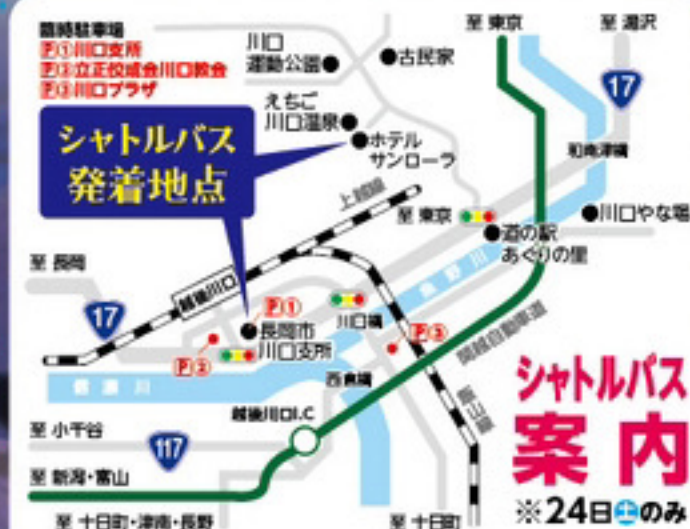 臨時駐車場
P①川口支所
P②立正佼成会川口教会
P③川口プラザ
川口
運動公園
古民家
至 東京
至 湯沢
17
えちご
川口温泉
ホテル
サンローラ
シャトルバス
発着地点
和南津橋
上越線
至 東京
川口やな場
道の駅
あぐりの里
至 長岡
越後川口
魚野川
17
P①
長岡市
川口支所
川口橋
P②
P③
関越自動車道
信濃川
西倉橋
飯山線
越後川口I.C
至 小千谷
117
至 新潟・富山
至 十日町・津南・長野
至 十日町
シャトルバス
案内
※24日土のみ